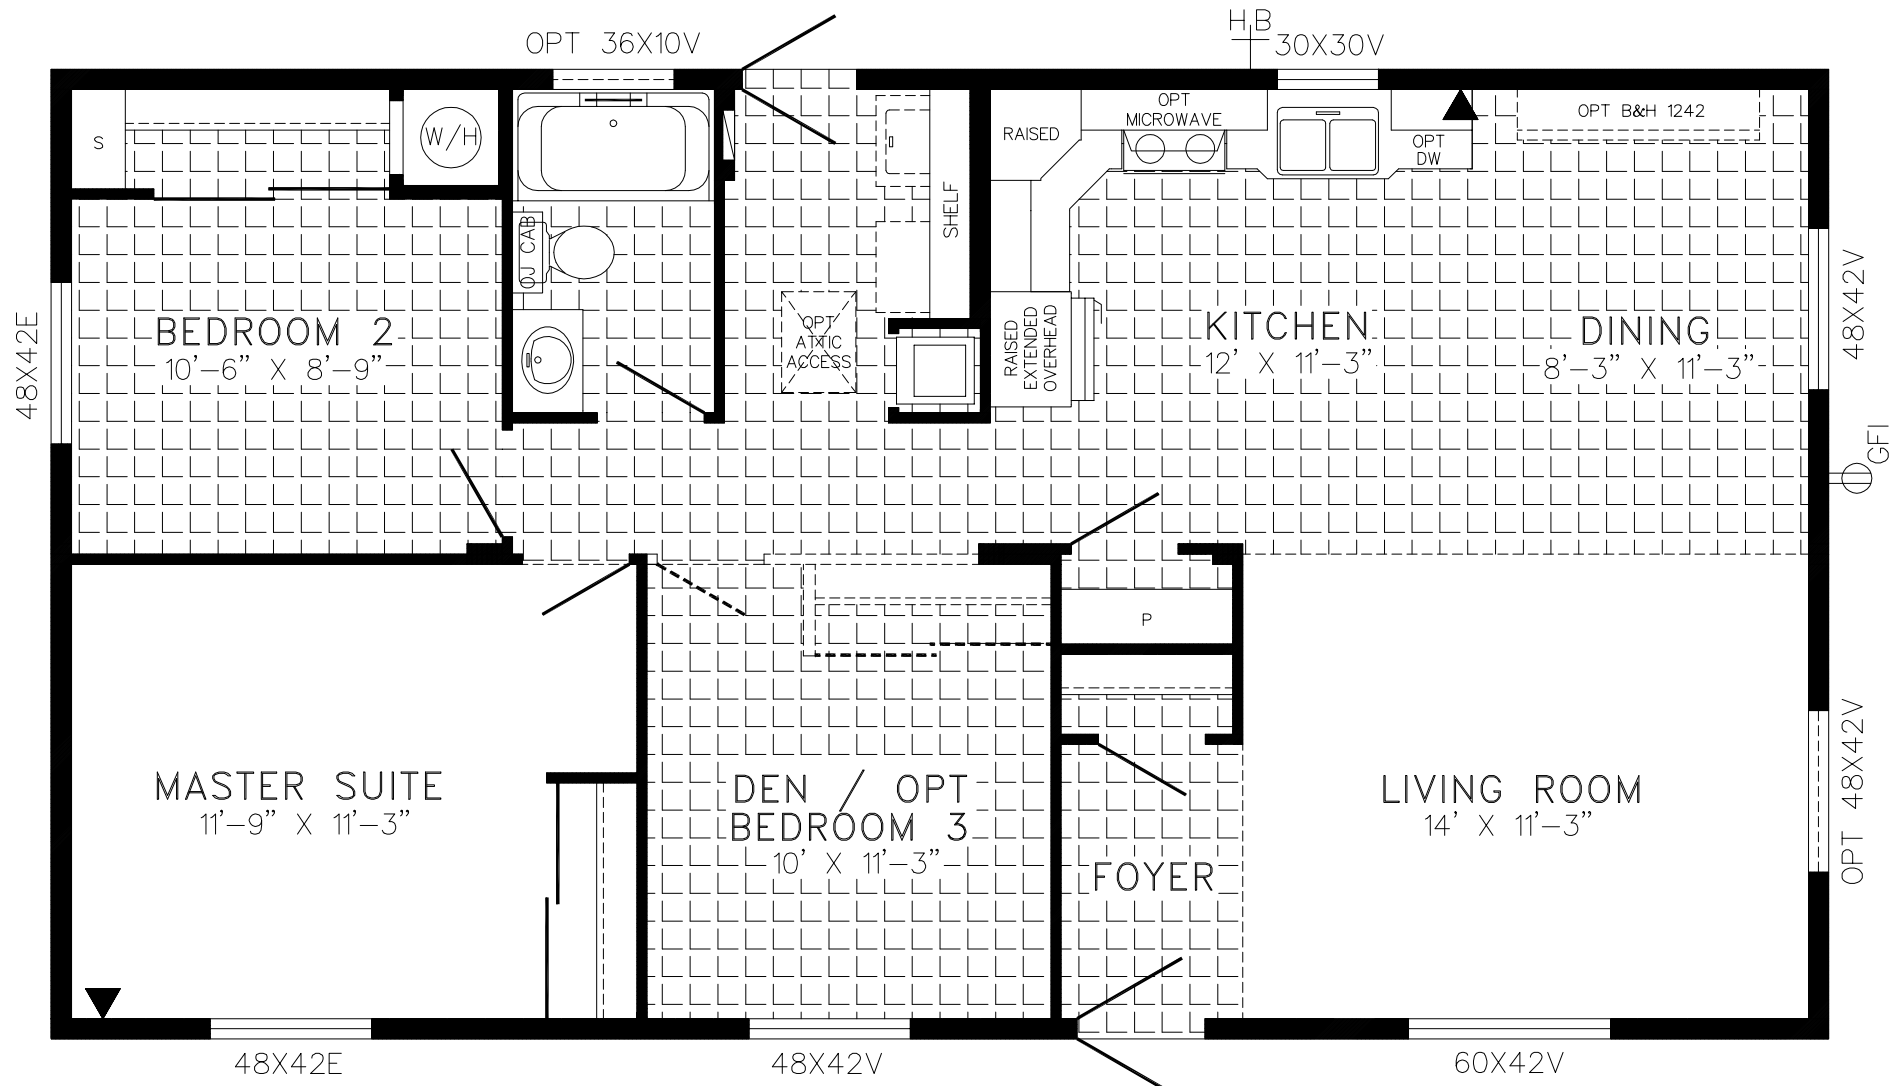 H B
OPT 36X10V
30X30V
S
W/H
RAISED
OPT
MICROWAVE
OPT
DW
OPT B&H 1242
SHELF
OJ CAB
OPT
ATTIC
ACCESS
RAISED
EXTENDED
OVERHEAD
48X42E
BEDROOM 2
10'-6" X 8'-9"
KITCHEN
12' X 11'-3"
DINING
8'-3" X 11'-3"
48X42V
GFI
P
MASTER SUITE
11'-9" X 11'-3"
DEN / OPT
BEDROOM 3
10' X 11'-3"
FOYER
LIVING ROOM
14' X 11'-3"
OPT 48X42V
48X42E
48X42V
60X42V